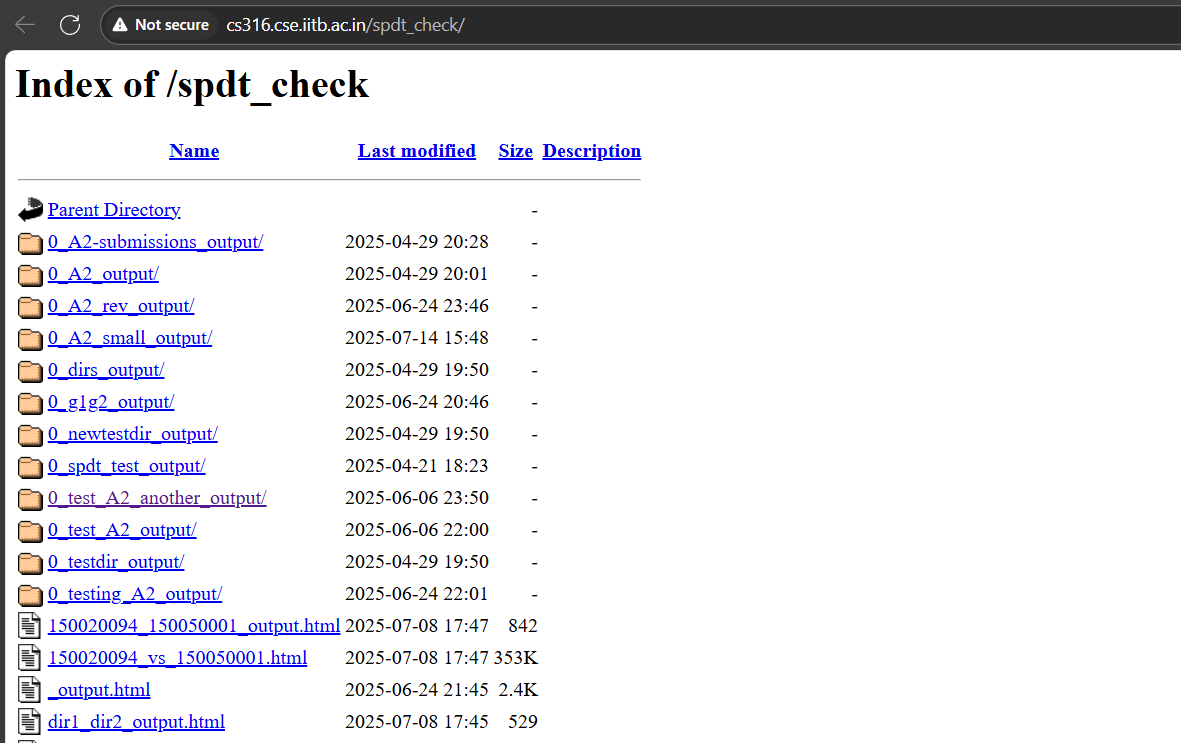 Not secure cs316.cse.iitb.ac.in/spdt_check/
Index of /spdt_check
Name Last modified Size Description
Parent Directory -
0_A2-submissions_output/ 2025-04-29 20:28 -
0_A2_output/ 2025-04-29 20:01 -
0_A2_rev_output/ 2025-06-24 23:46 -
0_A2_small_output/ 2025-07-14 15:48 -
0_dirs_output/ 2025-04-29 19:50 -
0_g1g2_output/ 2025-06-24 20:46 -
0_newtestdir_output/ 2025-04-29 19:50 -
0_spdt_test_output/ 2025-04-21 18:23 -
0_test_A2_another_output/ 2025-06-06 23:50 -
0_test_A2_output/ 2025-06-06 22:00 -
0_testdir_output/ 2025-04-29 19:50 -
0_testing_A2_output/ 2025-06-24 22:01 -
150020094_150050001_output.html 2025-07-08 17:47 842
150020094_vs_150050001.html 2025-07-08 17:47 353K
_output.html 2025-06-24 21:45 2.4K
dir1_dir2_output.html 2025-07-08 17:45 529